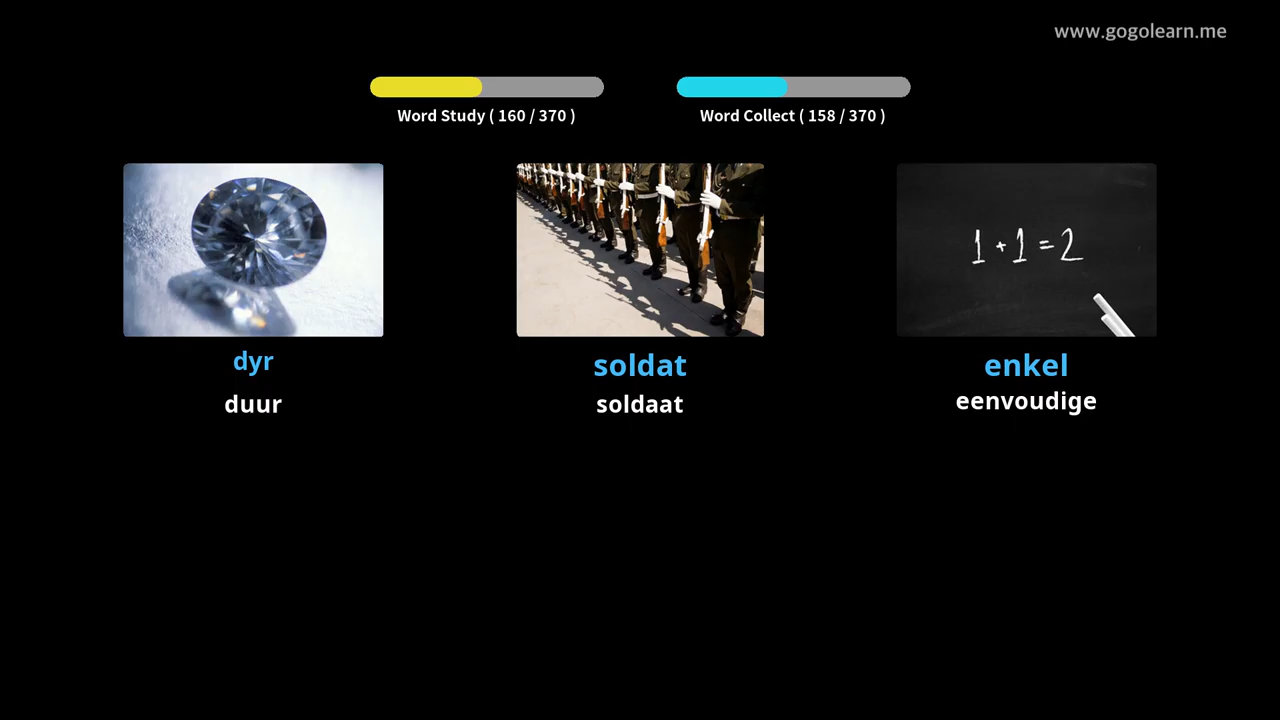 www.gogolearn.me
Word Study ( 160 / 370 )
Word Collect ( 158 / 370 )
1 + 1 = 2
dyr
soldat
enkel
duur
soldaat
eenvoudige